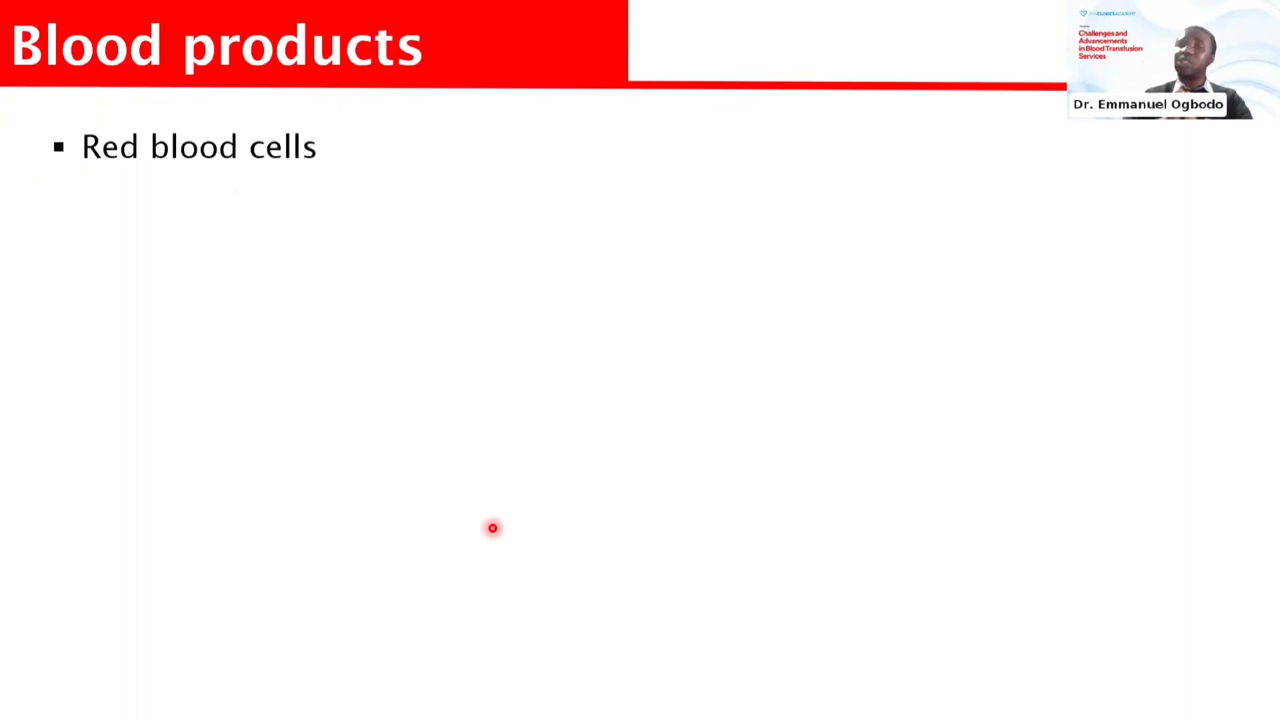 Blood products
Challenges and
Advancements
in Blood Transfusion
Services
Dr. Emmanuel Ogbodo
▪ Red blood cells